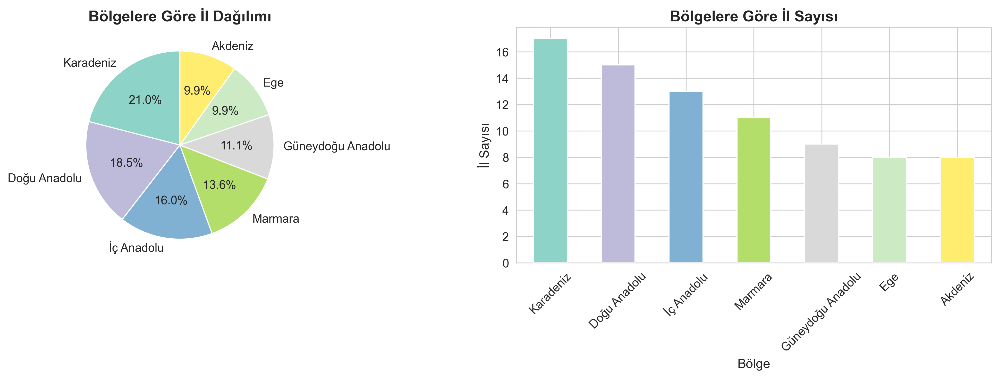 Bölgelere Göre İl Dağılımı
Akdeniz
Karadeniz
Ege
9.9%
21.0%
9.9%
11.1%
Güneydoğu Anadolu
18.5%
Doğu Anadolu
13.6%
16.0%
Marmara
İç Anadolu
Bölgelere Göre İl Sayısı
İl Sayısı
16
14
12
10
8
6
4
2
0
Karadeniz
Doğu Anadolu
İç Anadolu
Marmara
Güneydoğu Anadolu
Ege
Akdeniz
Bölge